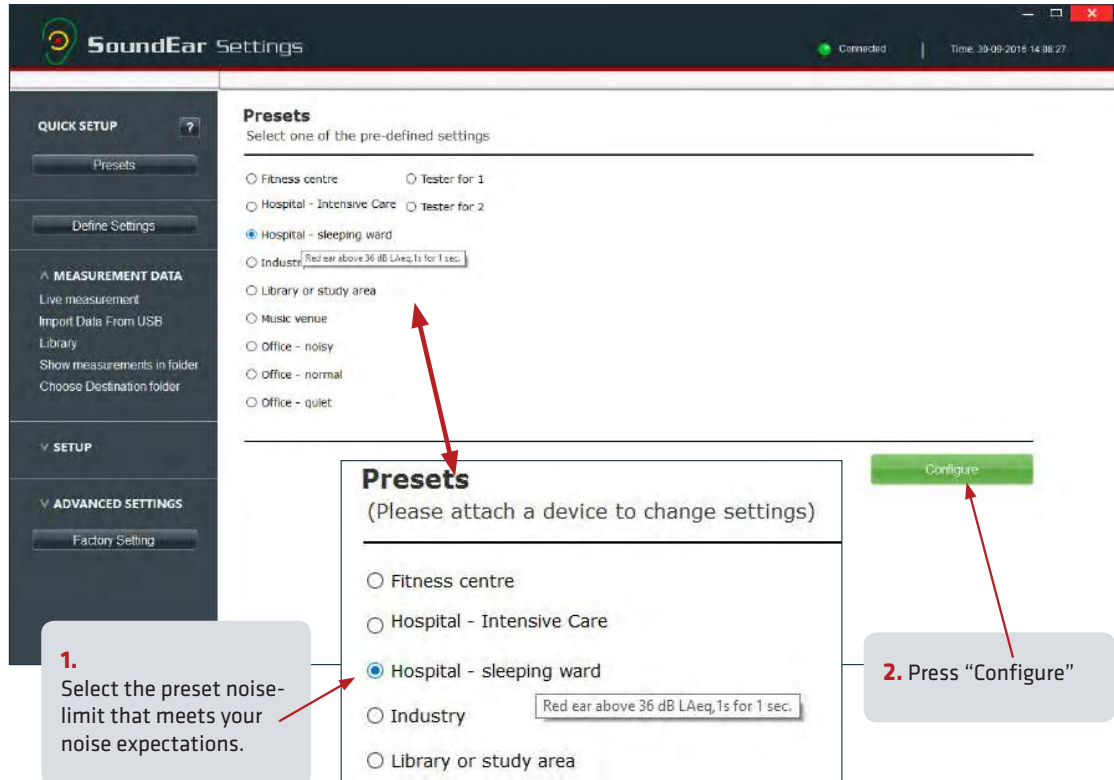 SoundEar Settings
Connected | Time: 30-09-2016 14:08:27
QUICK SETUP ?
Presets
Define Settings
∧ MEASUREMENT DATA
Live measurement
Import Data From USB
Library
Show measurements in folder
Choose Destination folder
∨ SETUP
∨ ADVANCED SETTINGS
Factory Setting
Presets
Select one of the pre-defined settings
Fitness centre
Tester for 1
Hospital - Intensive Care
Tester for 2
Hospital - sleeping ward
Industry
Red ear above 36 dB LAeq,1s for 1 sec.
Library or study area
Music venue
Office - noisy
Office - normal
Office - quiet
Configure
Presets
(Please attach a device to change settings)
Fitness centre
Hospital - Intensive Care
Hospital - sleeping ward
Red ear above 36 dB LAeq,1s for 1 sec.
Industry
Library or study area
1.
Select the preset noise-
limit that meets your
noise expectations.
2. Press “Configure”